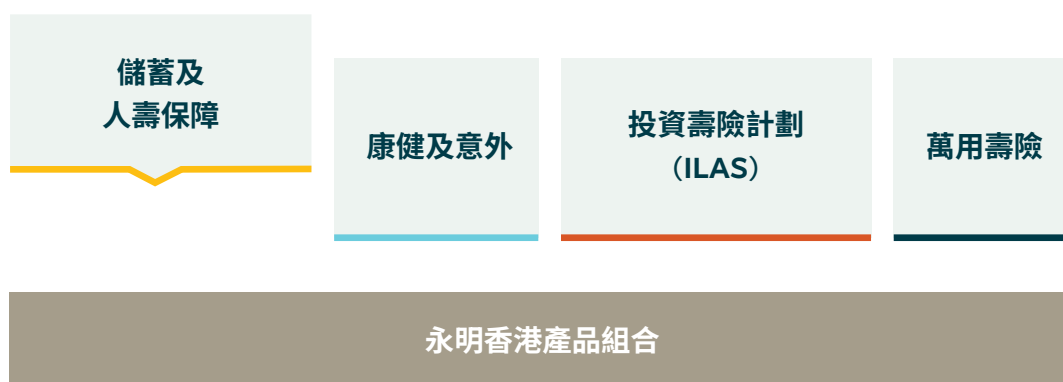 儲蓄及
人壽保障
康健及意外
投資壽險計劃
（ILAS）
萬用壽險
永明香港產品組合